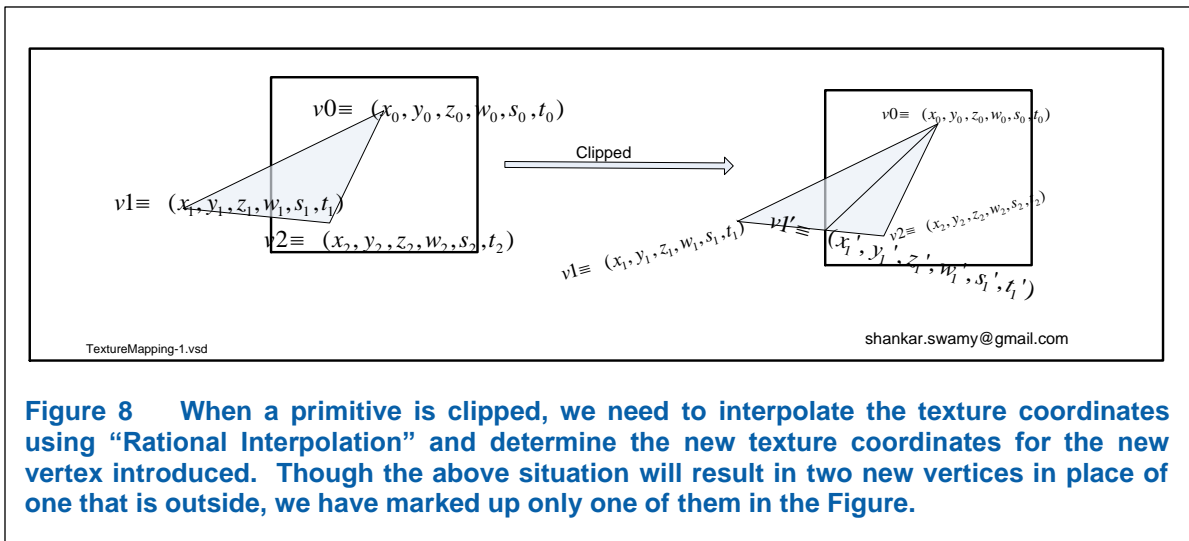 v0≡ (x₀, y₀, z₀, w₀, s₀, t₀)
v1≡ (x₁, y₁, z₁, w₁, s₁, t₁)
v2≡ (x₂, y₂, z₂, w₂, s₂, t₂)
Clipped
v0≡ (x₀, y₀, z₀, w₀, s₀, t₀)
v1≡ (x₁, y₁, z₁, w₁, s₁, t₁)
v1'≡ (x₁', y₁', z₁', w₁', s₁', t₁')
v2≡ (x₂, y₂, z₂, w₂, s₂, t₂)
TextureMapping-1.vsd
shankar.swamy@gmail.com
Figure 8 When a primitive is clipped, we need to interpolate the texture coordinates
using “Rational Interpolation” and determine the new texture coordinates for the new
vertex introduced. Though the above situation will result in two new vertices in place of
one that is outside, we have marked up only one of them in the Figure.